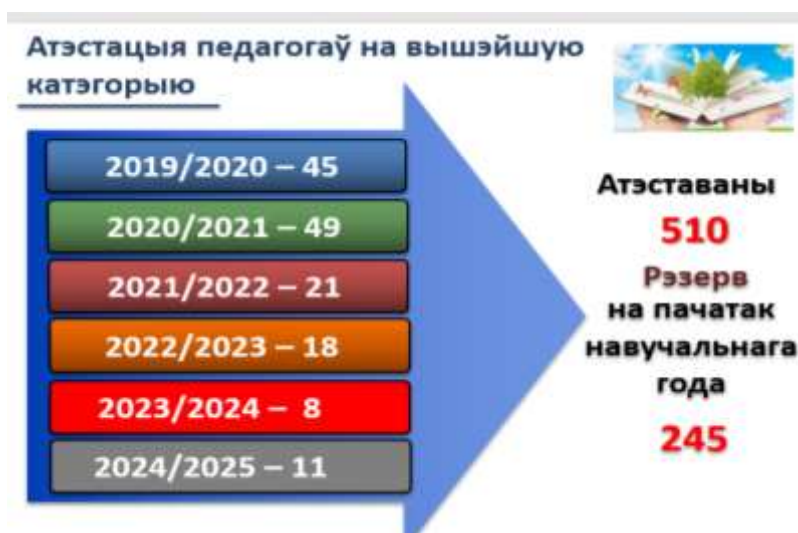 Атэстацыя педагогаў на вышэйшую
катэгорыю
2019/2020 – 45
2020/2021 – 49
2021/2022 – 21
2022/2023 – 18
2023/2024 – 8
2024/2025 – 11
Атэставаны
510
Рэзерв
на пачатак
навучальнага
года
245